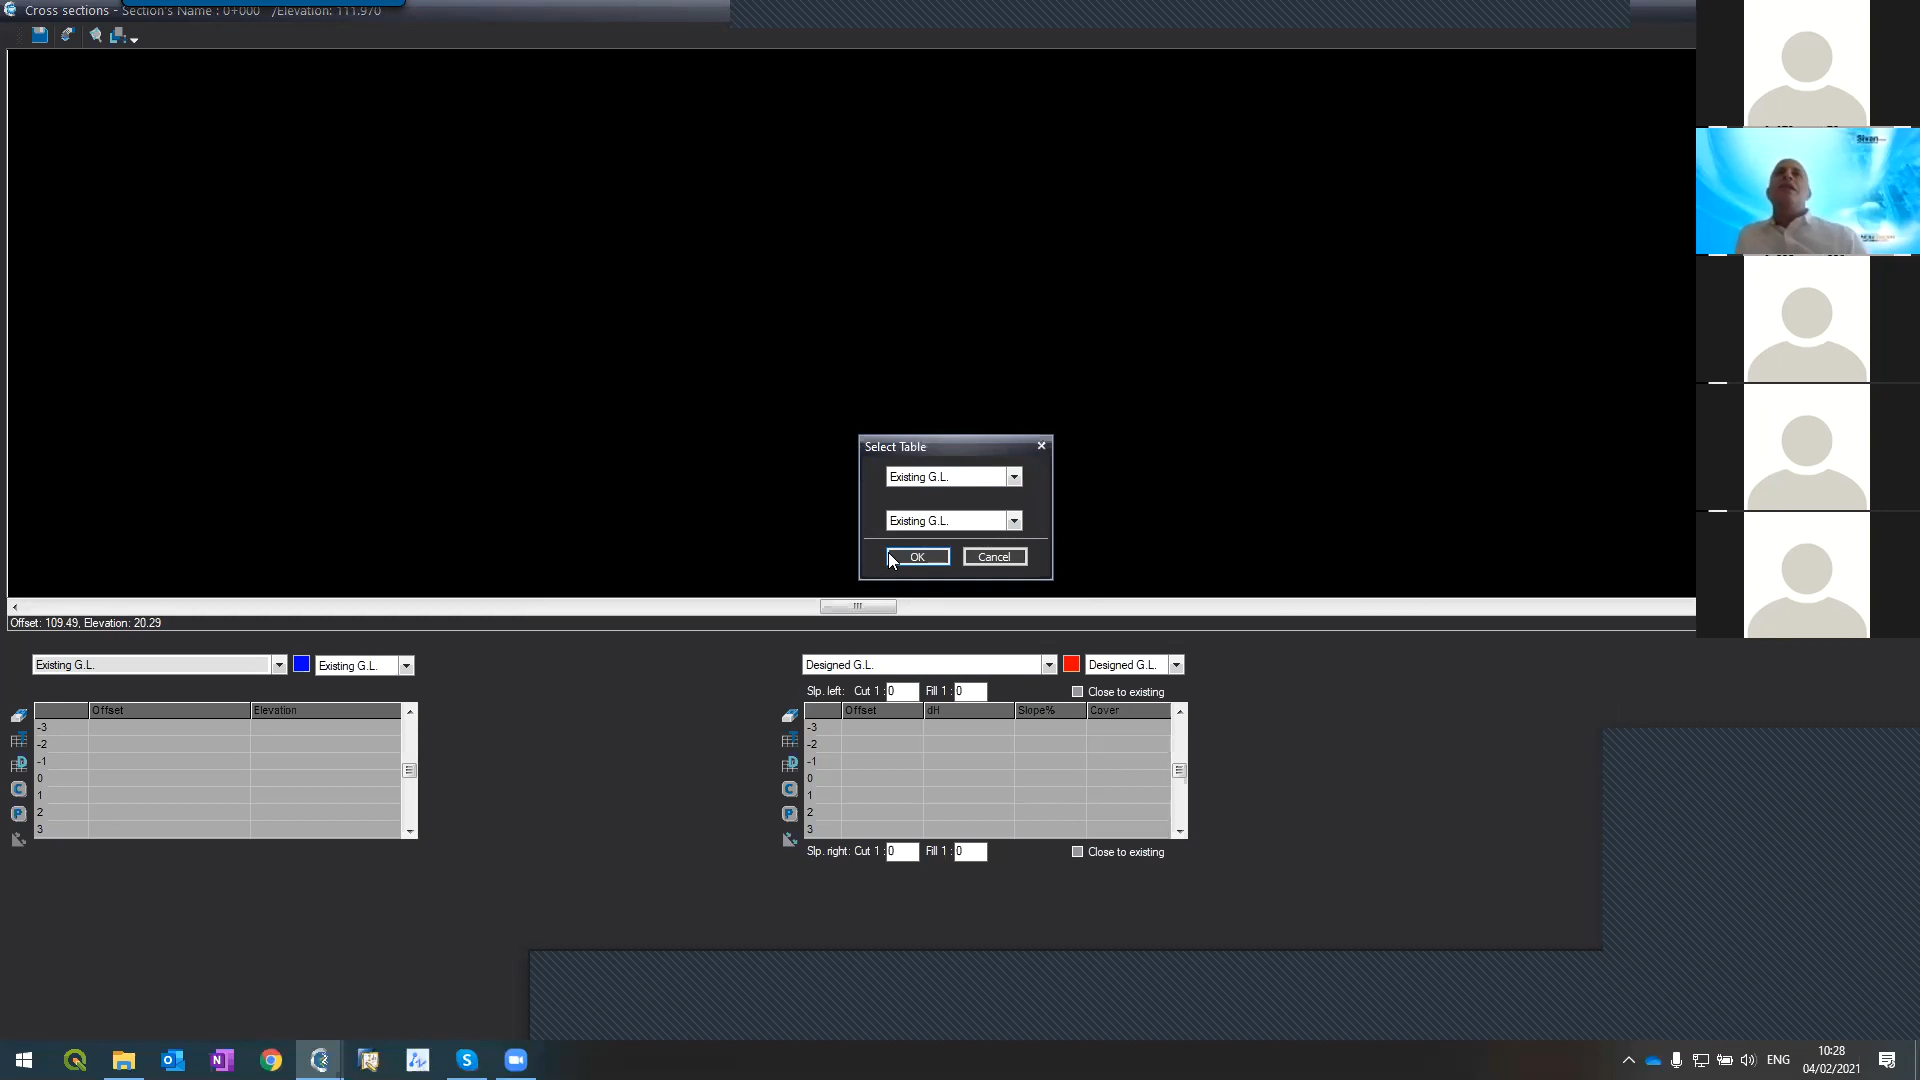 Cross sections - Section's Name : 0+000 /Elevation: 111.970
Select Table
Existing G.L.
Existing G.L.
OK Cancel
Offset: 109.49, Elevation: 20.29
Existing G.L. Existing G.L.
Offset Elevation
-3
-2
-1
0
1
2
3
Designed G.L. Designed G.L.
Slp. left: Cut 1 : 0 Fill 1 : 0 Close to existing
Offset dH Slope% Cover
-3
-2
-1
0
1
2
3
Slp. right: Cut 1 : 0 Fill 1 : 0 Close to existing
Sivan
ENG
10:28
04/02/2021